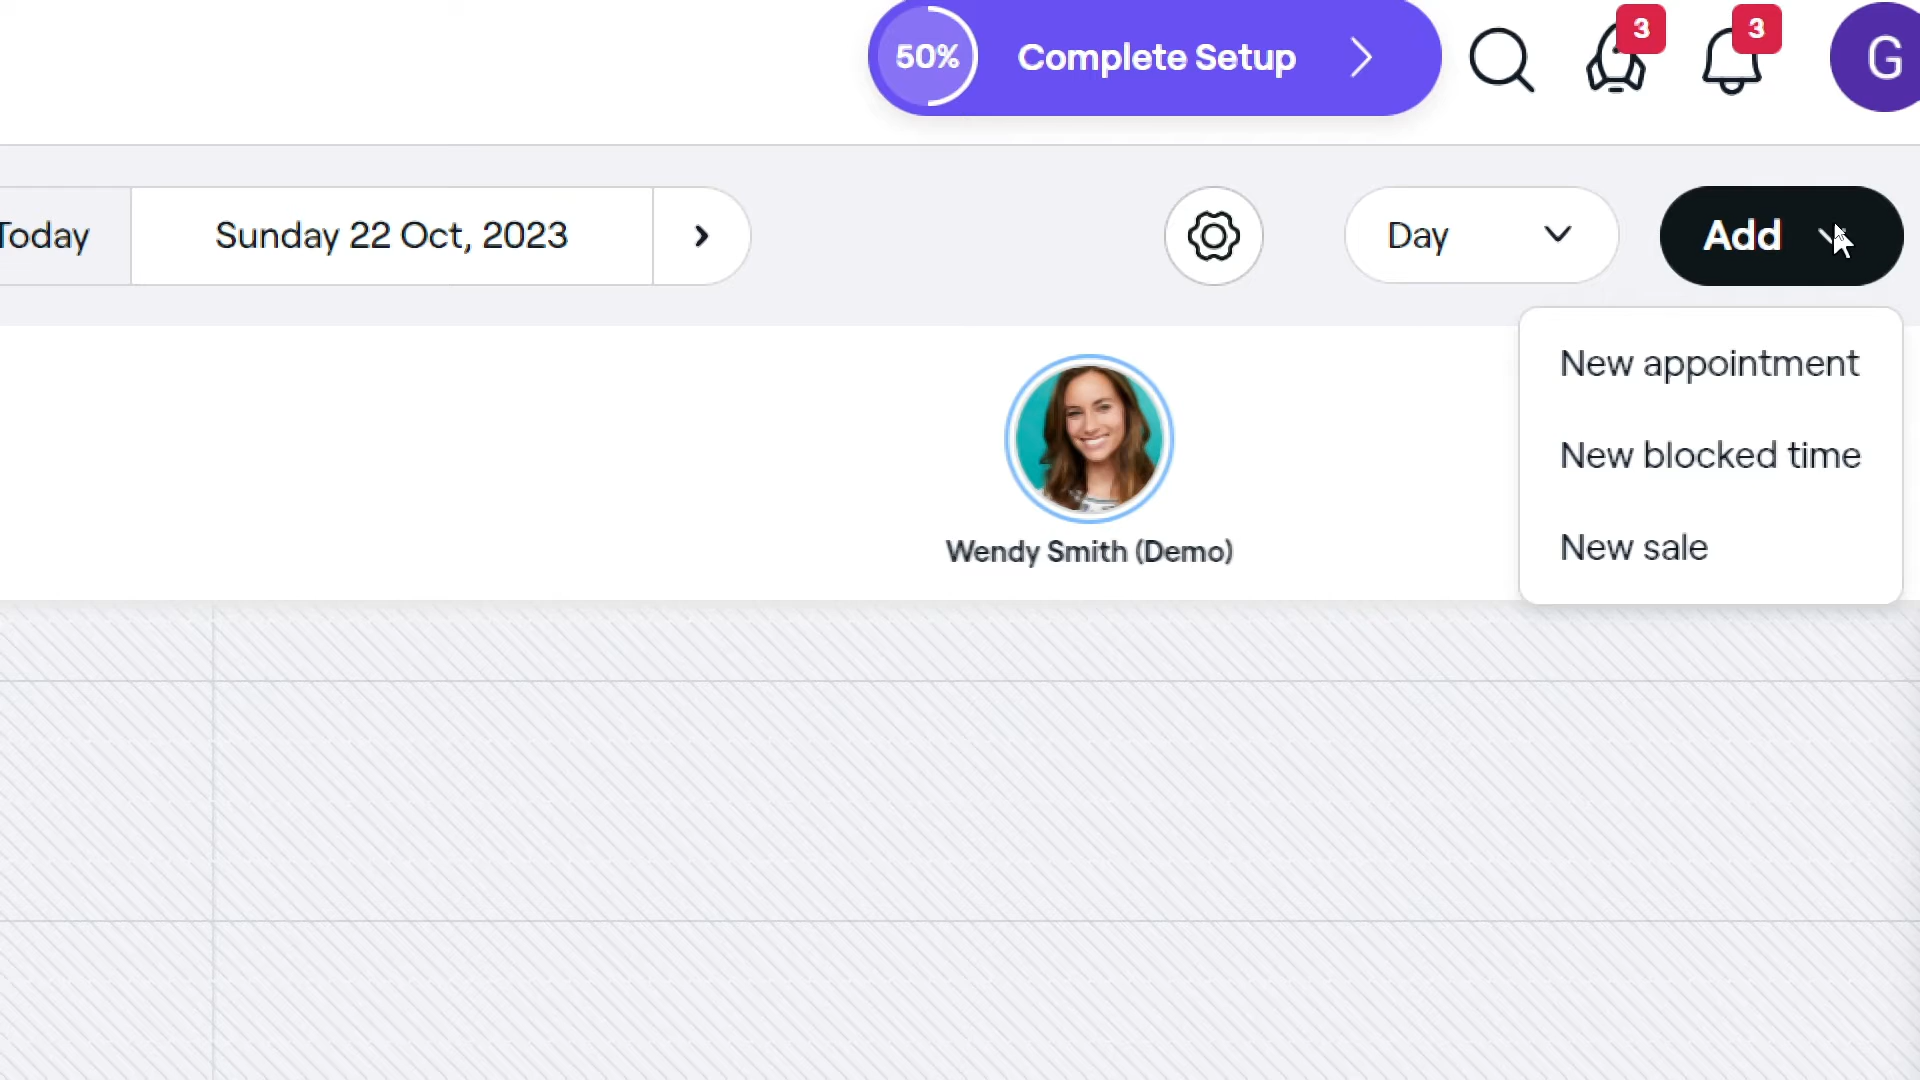 50% Complete Setup 3 3 G
Today Sunday 22 Oct, 2023 Day Add
New appointment
New blocked time
New sale
Wendy Smith (Demo)